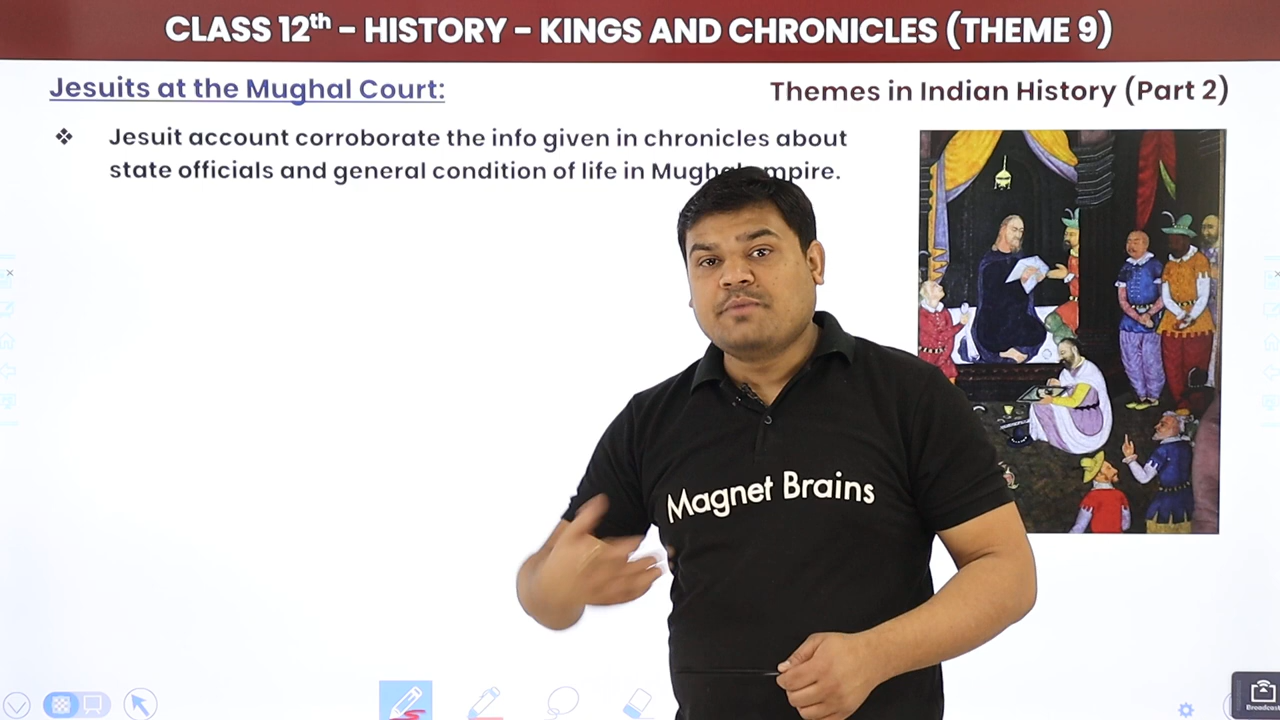 CLASS 12th - HISTORY - KINGS AND CHRONICLES (THEME 9)
Jesuits at the Mughal Court:
Themes in Indian History (Part 2)
❖ Jesuit account corroborate the info given in chronicles about
state officials and general condition of life in Mughal empire.
Magnet Brains
Broadcast